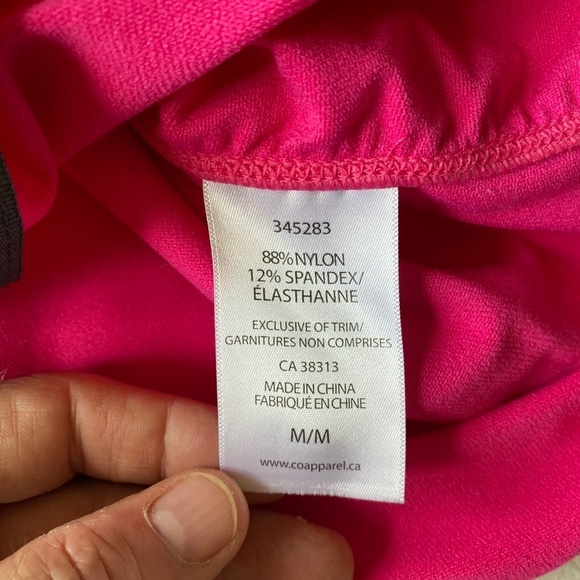 345283
88% NYLON
12% SPANDEX/
ÉLASTHANNE
EXCLUSIVE OF TRIM/
GARNITURES NON COMPRISES
CA 38313
MADE IN CHINA
FABRIQUÉ EN CHINE
M/M
www.coapparel.ca